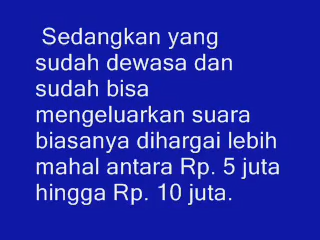 Sedangkan yang
sudah dewasa dan
sudah bisa
mengeluarkan suara
biasanya dihargai lebih
mahal antara Rp. 5 juta
hingga Rp. 10 juta.